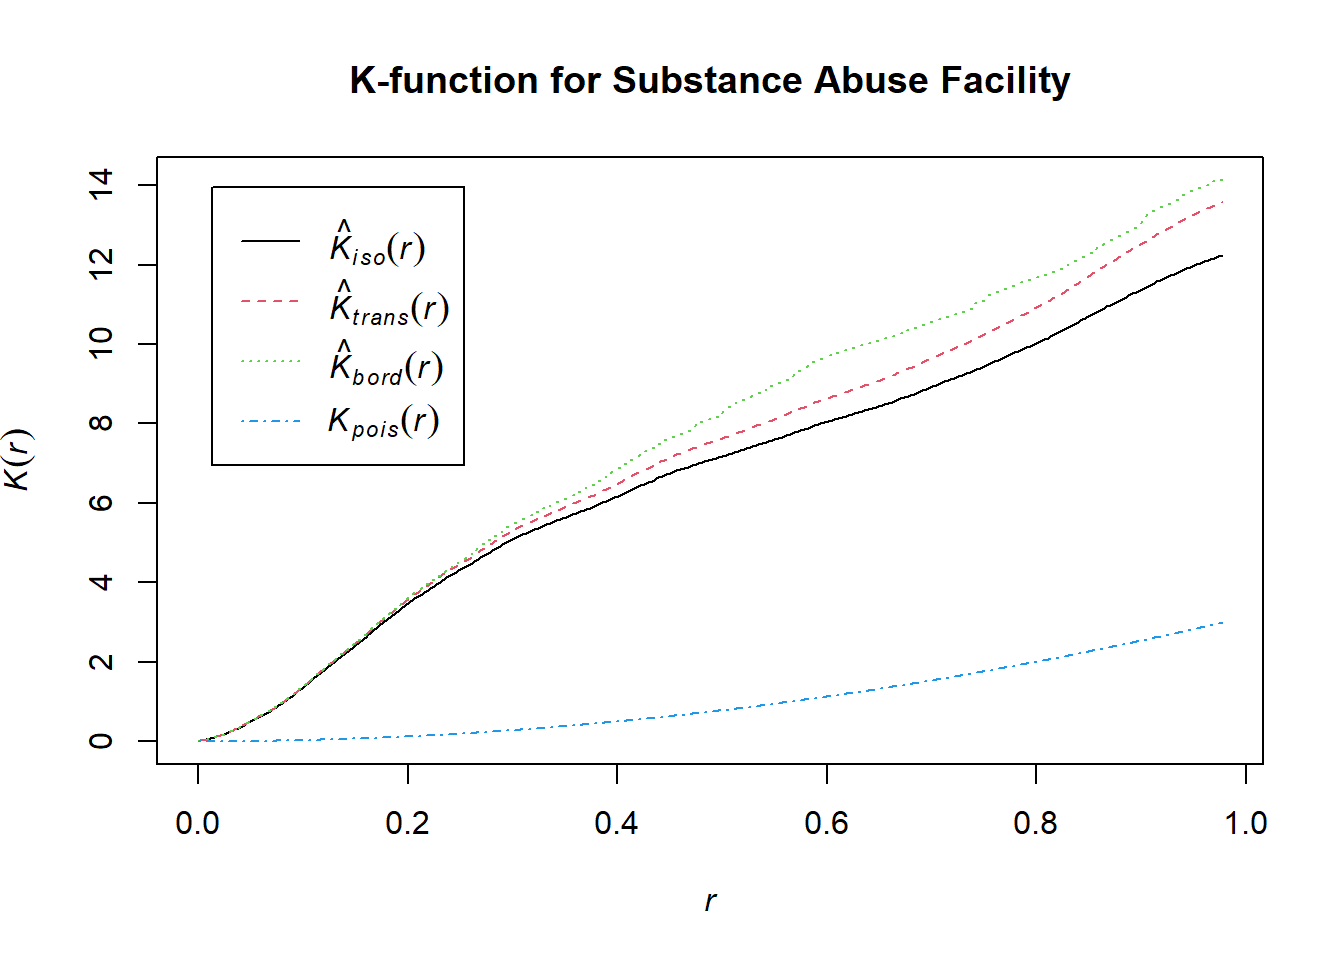 K-function for Substance Abuse Facility
K̂iso(r)
K̂trans(r)
K̂bord(r)
Kpois(r)
14
12
10
8
6
4
2
0
K(r)
0.0 0.2 0.4 0.6 0.8 1.0
r